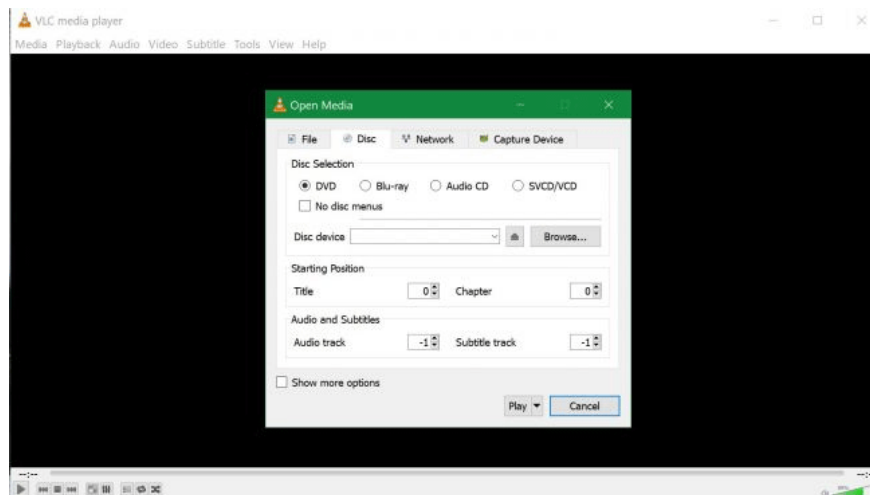 VLC media player
Media Playback Audio Video Subtitle Tools View Help
Open Media
File Disc Network Capture Device
Disc Selection
DVD Blu-ray Audio CD SVCD/VCD
No disc menus
Disc device Browse...
Starting Position
Title 0 Chapter 0
Audio and Subtitles
Audio track -1 Subtitle track -1
Show more options
Play Cancel
--:-- --:--